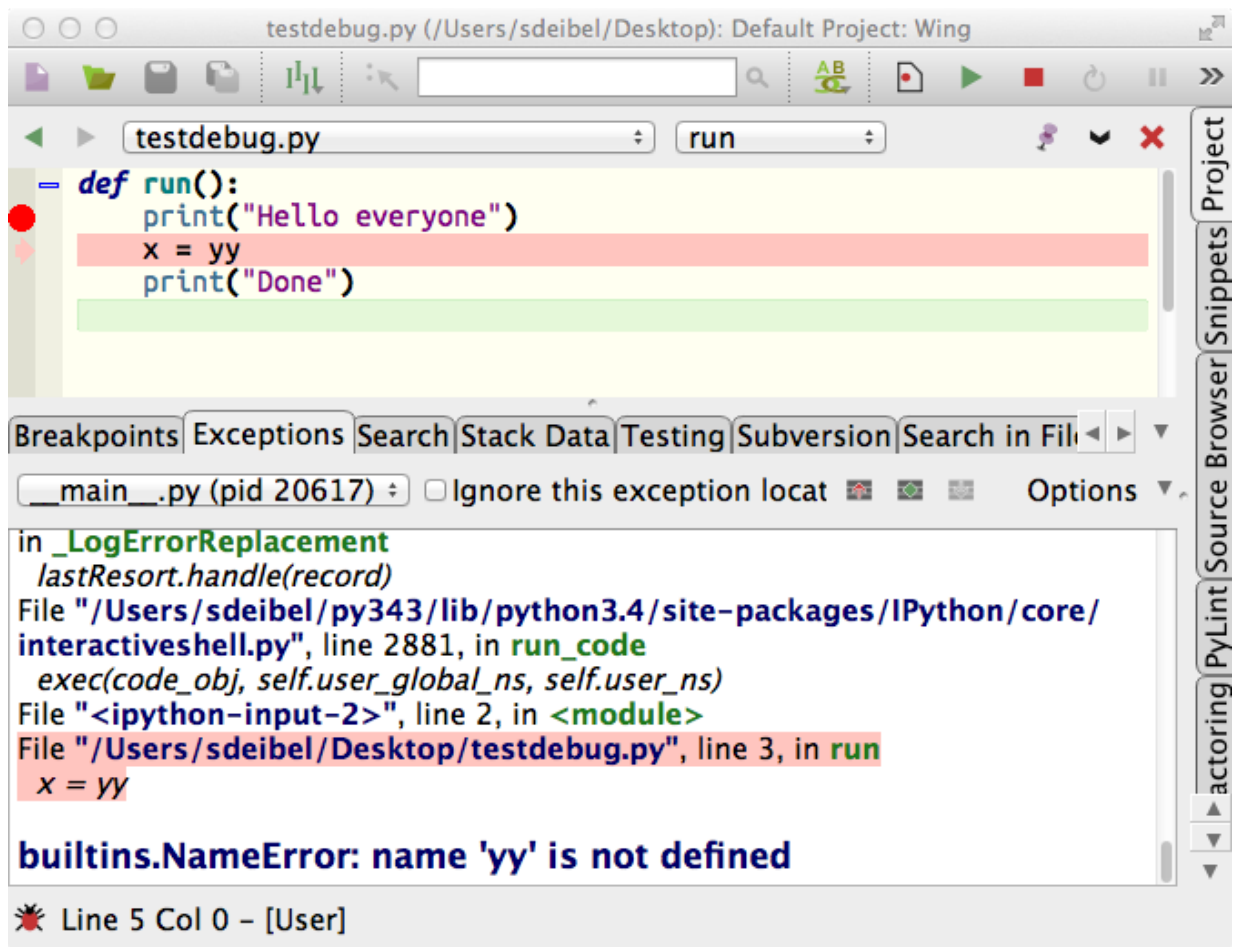 testdebug.py (/Users/sdeibel/Desktop): Default Project: Wing
AB
testdebug.py run
def run():
    print("Hello everyone")
    x = yy
    print("Done")
Breakpoints Exceptions Search Stack Data Testing Subversion Search in Fil
__main__.py (pid 20617) Ignore this exception locat Options
in _LogErrorReplacement
  lastResort.handle(record)
File "/Users/sdeibel/py343/lib/python3.4/site-packages/IPython/core/
interactiveshell.py", line 2881, in run_code
  exec(code_obj, self.user_global_ns, self.user_ns)
File "<ipython-input-2>", line 2, in <module>
File "/Users/sdeibel/Desktop/testdebug.py", line 3, in run
  x = yy
builtins.NameError: name 'yy' is not defined
Line 5 Col 0 – [User]
Project
Snippets
Source Browser
PyLint
actoring